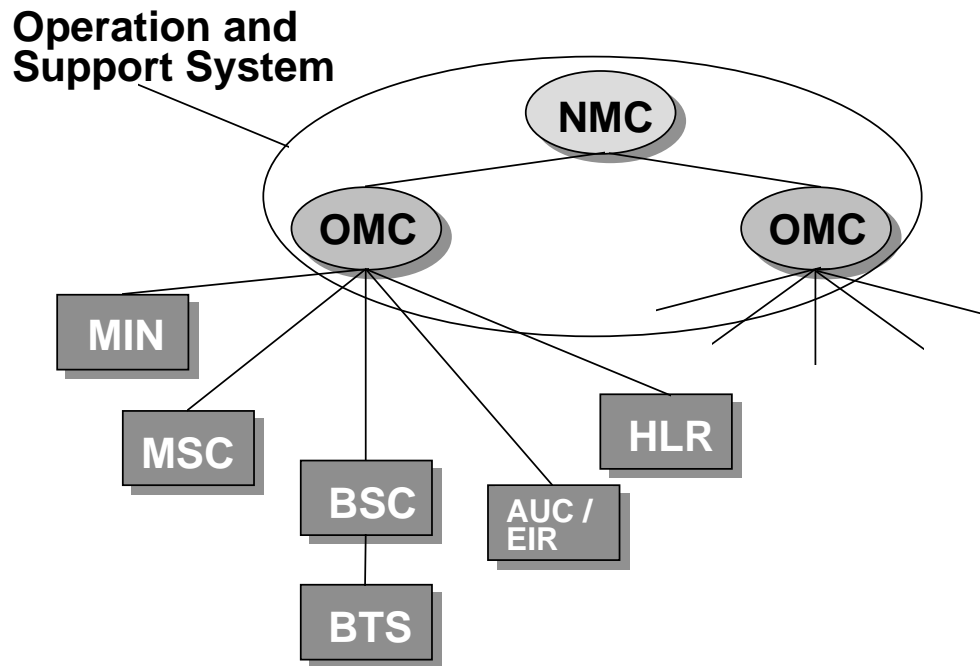 Operation and
Support System
NMC
OMC
OMC
MIN
MSC
HLR
BSC
AUC /
EIR
BTS